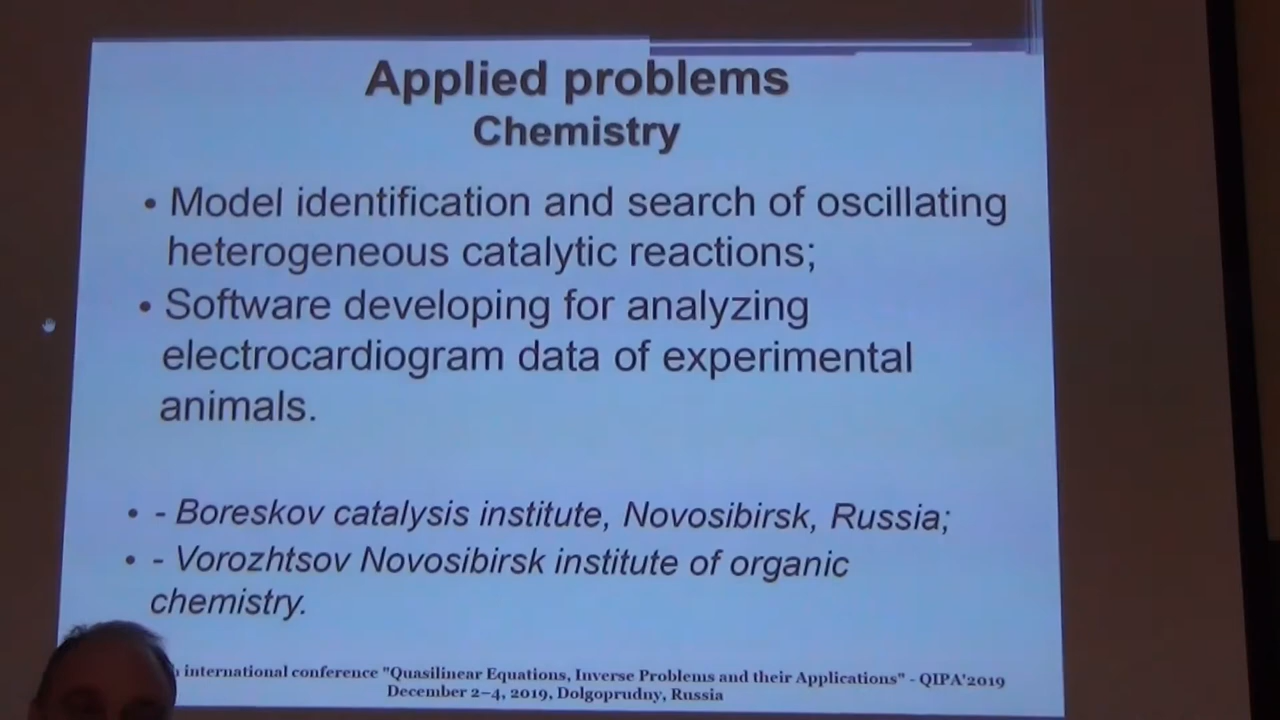 Applied problems
Chemistry
• Model identification and search of oscillating
heterogeneous catalytic reactions;
• Software developing for analyzing
electrocardiogram data of experimental
animals.
• - Boreskov catalysis institute, Novosibirsk, Russia;
• - Vorozhtsov Novosibirsk institute of organic
chemistry.
international conference "Quasilinear Equations, Inverse Problems and their Applications" - QIPA'2019
December 2–4, 2019, Dolgoprudny, Russia